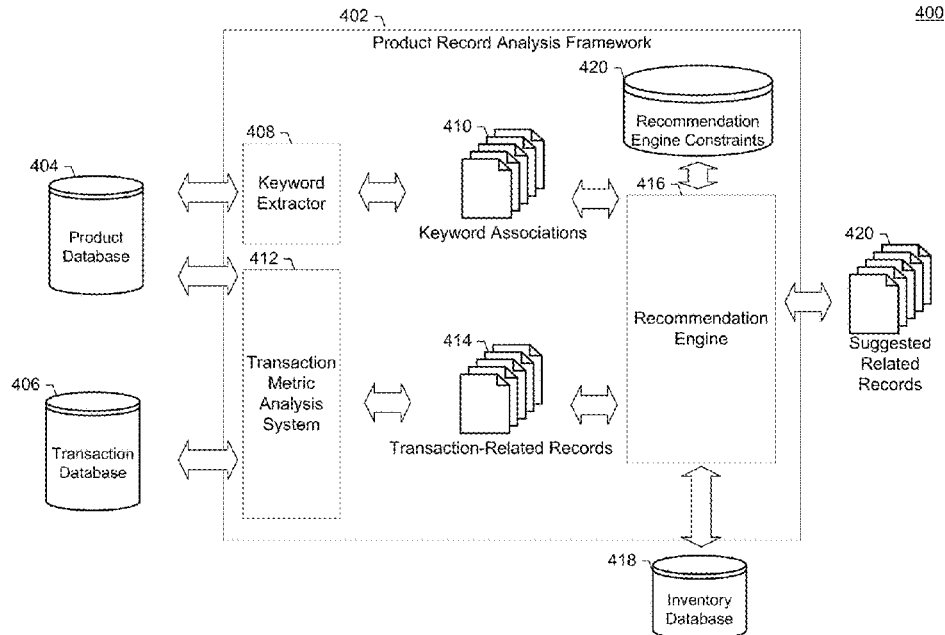 400
402
Product Record Analysis Framework
420
Recommendation
Engine Constraints
404
Product
Database
408
Keyword
Extractor
410
Keyword Associations
416
Recommendation
Engine
420
Suggested
Related
Records
412
Transaction
Metric
Analysis
System
414
Transaction-Related Records
406
Transaction
Database
418
Inventory
Database